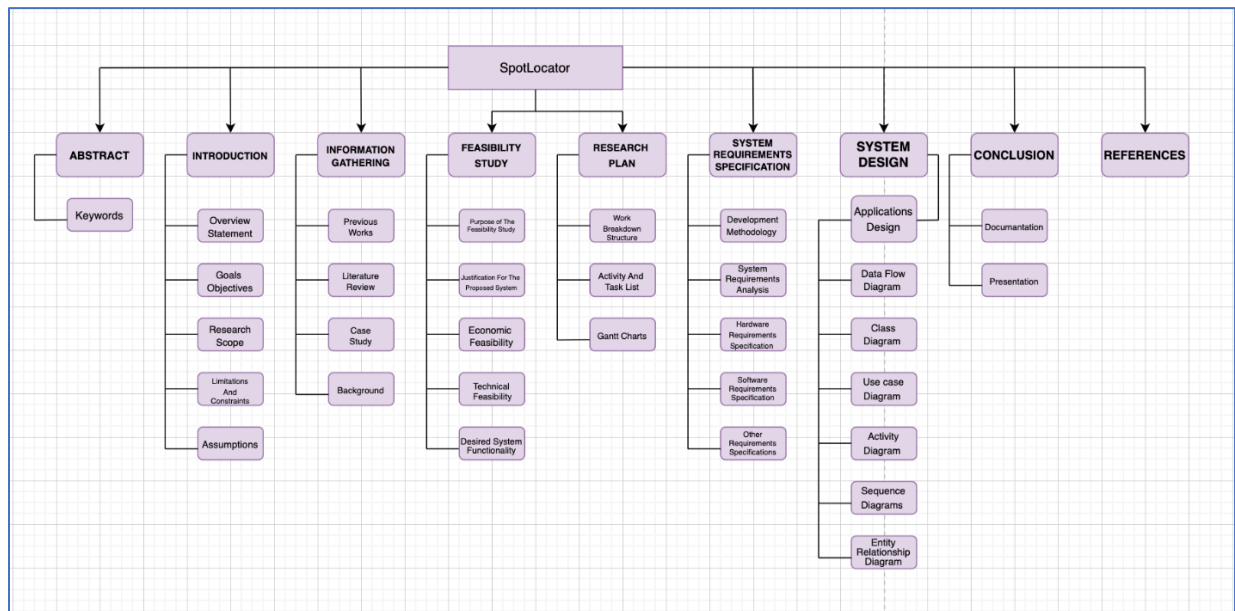 SpotLocator
ABSTRACT
Keywords
INTRODUCTION
Overview
Statement
Goals
Objectives
Research
Scope
Limitations
And
Constraints
Assumptions
INFORMATION
GATHERING
Previous
Works
Literature
Review
Case
Study
Background
FEASIBILITY
STUDY
Purpose of The
Feasibility Study
Justification For The
Proposed System
Economic
Feasibility
Technical
Feasibility
Desired System
Functionality
RESEARCH
PLAN
Work
Breakdown
Structure
Activity And
Task List
Gantt Charts
SYSTEM
REQUIREMENTS
SPECIFICATION
Development
Methodology
System
Requirements
Analysis
Hardware
Requirements
Specification
Software
Requirements
Specification
Other
Requirements
Specifications
SYSTEM
DESIGN
Applications
Design
Data Flow
Diagram
Class
Diagram
Use case
Diagram
Activity
Diagram
Sequence
Diagrams
Entity
Relationship
Diagram
CONCLUSION
Documantation
Presentation
REFERENCES